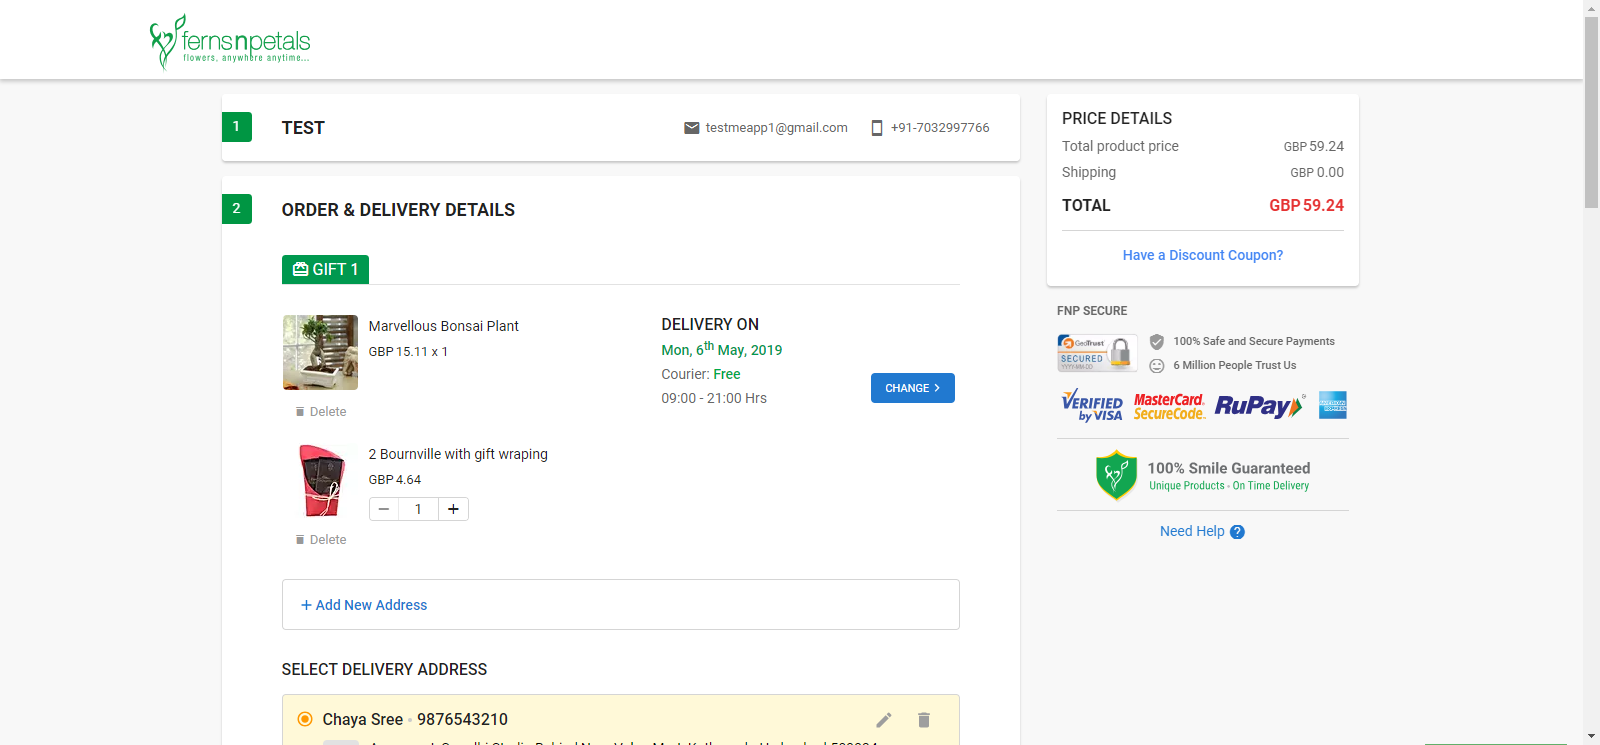 fernsnpetals
flowers, anywhere anytime...
1
TEST
testmeapp1@gmail.com
+91-7032997766
2
ORDER & DELIVERY DETAILS
GIFT 1
Marvellous Bonsai Plant
GBP 15.11 x 1
Delete
DELIVERY ON
Mon, 6th May, 2019
Courier: Free
09:00 - 21:00 Hrs
CHANGE >
2 Bournville with gift wraping
GBP 4.64
− 1 +
Delete
+ Add New Address
SELECT DELIVERY ADDRESS
Chaya Sree • 9876543210
PRICE DETAILS
Total product price GBP 59.24
Shipping GBP 0.00
TOTAL GBP 59.24
Have a Discount Coupon?
FNP SECURE
GeoTrust
SECURED
YYYY-MM-DD
100% Safe and Secure Payments
6 Million People Trust Us
VERIFIED
by VISA
MasterCard.
SecureCode.
RuPay
100% Smile Guaranteed
Unique Products • On Time Delivery
Need Help ?